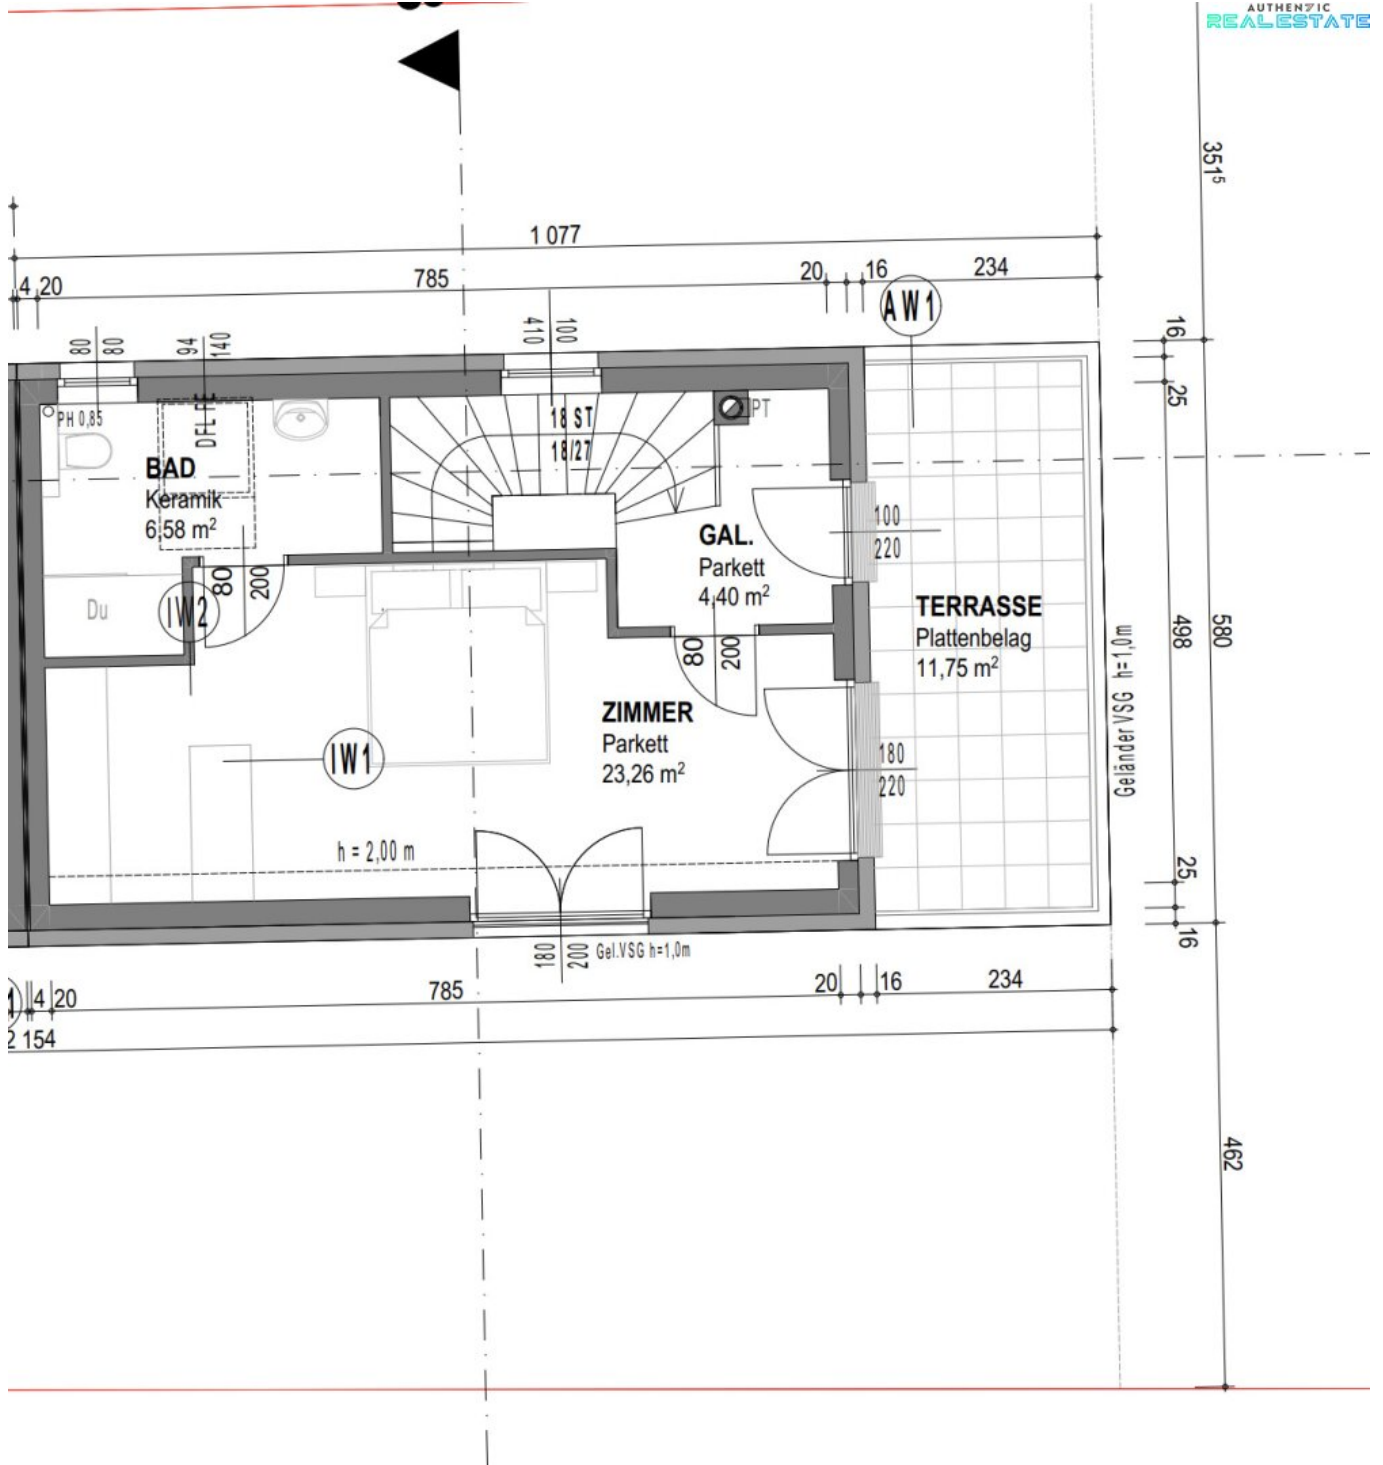 AUTHENTIC
REALESTATE
351⁵
1 077
4 20
785
20
16
234
AW1
80
80
94
140
410
100
16
25
PH 0,85
DFLFE
18 ST
18/27
PT
BAD
Keramik
6,58 m²
80
200
Du
IW2
GAL.
Parkett
4,40 m²
100
220
TERRASSE
Plattenbelag
11,75 m²
498
580
Geländer VSG h=1,0m
80
200
ZIMMER
Parkett
23,26 m²
IW1
180
220
h = 2,00 m
25
16
180
200
Gel.VSG h=1,0m
4 20
785
20
16
234
2 154
462